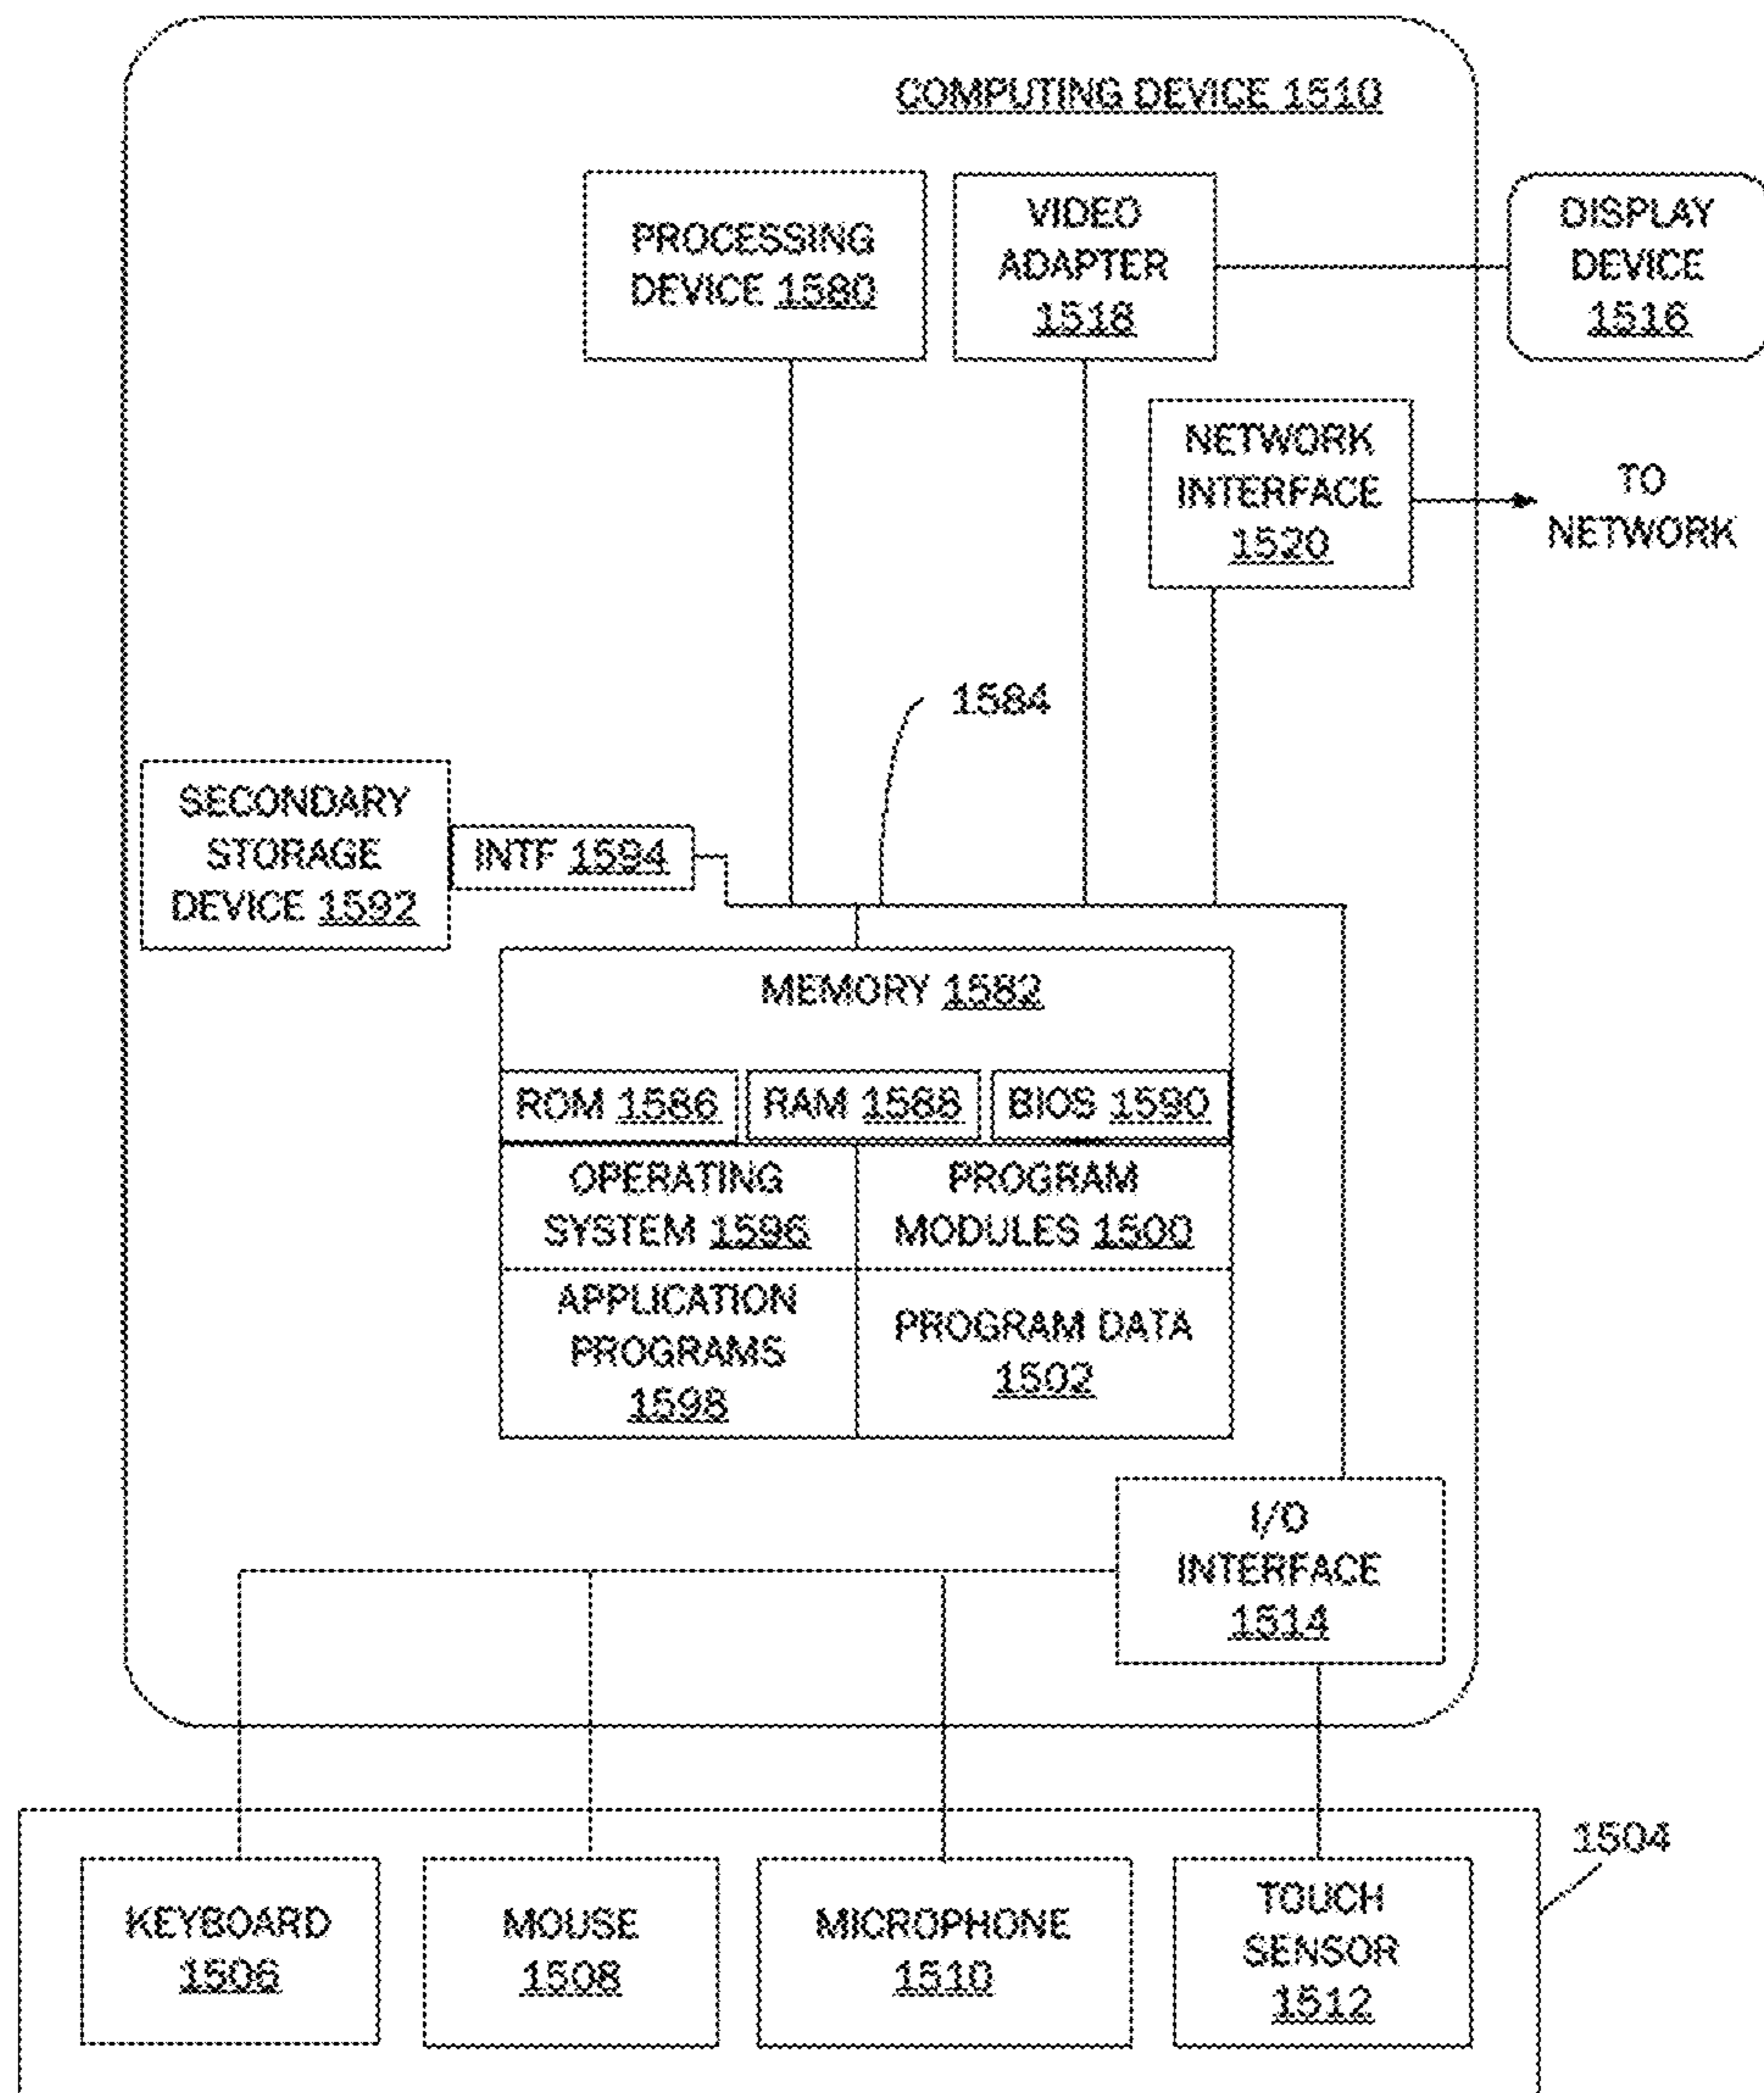 COMPUTING DEVICE 1510
PROCESSING
DEVICE 1580
VIDEO
ADAPTER
1518
DISPLAY
DEVICE
1516
NETWORK
INTERFACE
1520
TO
NETWORK
1584
SECONDARY
STORAGE
DEVICE 1592
INTF 1594
MEMORY 1582
ROM 1586
RAM 1588
BIOS 1590
OPERATING
SYSTEM 1596
PROGRAM
MODULES 1500
APPLICATION
PROGRAMS
1598
PROGRAM DATA
1502
I/O
INTERFACE
1514
1504
KEYBOARD
1506
MOUSE
1508
MICROPHONE
1510
TOUCH
SENSOR
1512